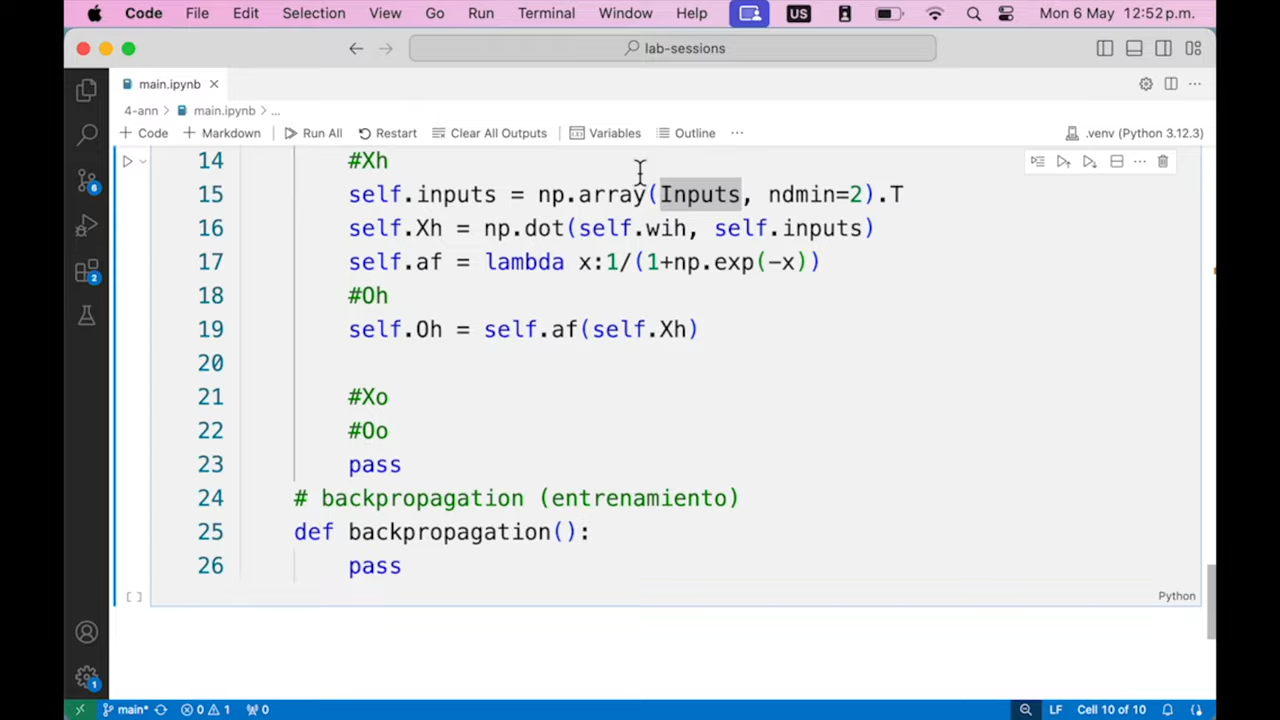 Code File Edit Selection View Go Run Terminal Window Help US Mon 6 May 12:52 p.m.
lab-sessions
main.ipynb
4-ann > main.ipynb > ...
+ Code + Markdown Run All Restart Clear All Outputs Variables Outline ... .venv (Python 3.12.3)
14 #Xh
15 self.inputs = np.array(Inputs, ndmin=2).T
16 self.Xh = np.dot(self.wih, self.inputs)
17 self.af = lambda x:1/(1+np.exp(-x))
18 #Oh
19 self.Oh = self.af(self.Xh)
20
21 #Xo
22 #Oo
23 pass
24 # backpropagation (entrenamiento)
25 def backpropagation():
26 pass
[ ] Python
6
2
1
main* 0 1 0 LF Cell 10 of 10